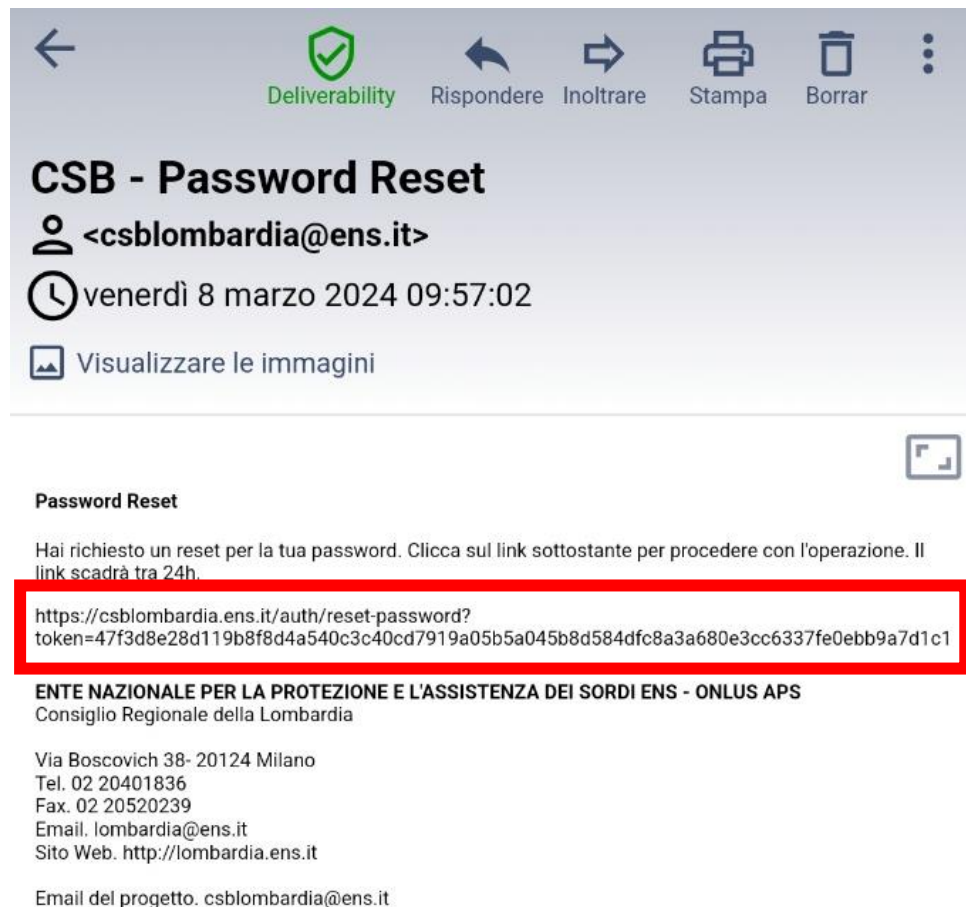 Deliverability Rispondere Inoltrare Stampa Borrar
CSB - Password Reset
<csblombardia@ens.it>
venerdì 8 marzo 2024 09:57:02
Visualizzare le immagini
Password Reset
Hai richiesto un reset per la tua password. Clicca sul link sottostante per procedere con l'operazione. Il
link scadrà tra 24h.
https://csblombardia.ens.it/auth/reset-password?
token=47f3d8e28d119b8f8d4a540c3c40cd7919a05b5a045b8d584dfc8a3a680e3cc6337fe0ebb9a7d1c1
ENTE NAZIONALE PER LA PROTEZIONE E L'ASSISTENZA DEI SORDI ENS - ONLUS APS
Consiglio Regionale della Lombardia
Via Boscovich 38- 20124 Milano
Tel. 02 20401836
Fax. 02 20520239
Email. lombardia@ens.it
Sito Web. http://lombardia.ens.it
Email del progetto. csblombardia@ens.it